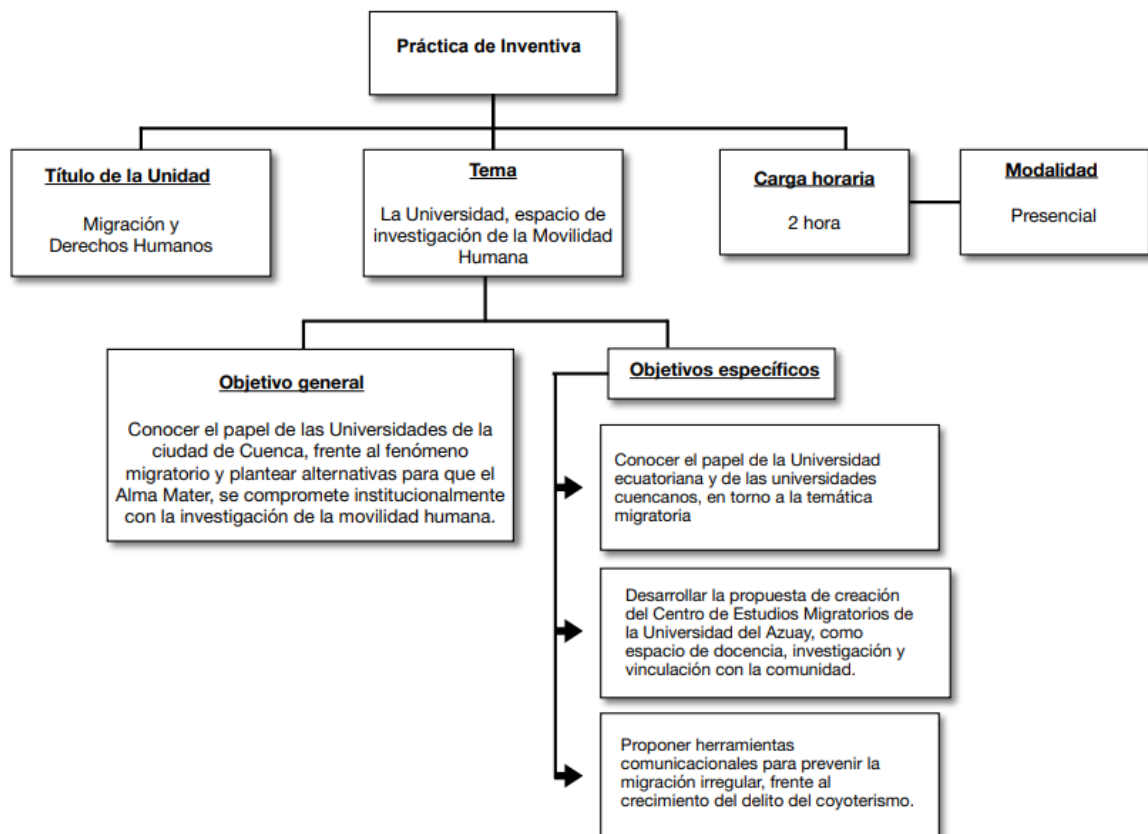 Práctica de Inventiva
Título de la Unidad
Migración y
Derechos Humanos
Tema
La Universidad, espacio de
investigación de la Movilidad
Humana
Carga horaria
2 hora
Modalidad
Presencial
Objetivo general
Conocer el papel de las Universidades de la
ciudad de Cuenca, frente al fenómeno
migratorio y plantear alternativas para que el
Alma Mater, se compromete institucionalmente
con la investigación de la movilidad humana.
Objetivos específicos
Conocer el papel de la Universidad
ecuatoriana y de las universidades
cuencanos, en torno a la temática
migratoria
Desarrollar la propuesta de creación
del Centro de Estudios Migratorios de
la Universidad del Azuay, como
espacio de docencia, investigación y
vinculación con la comunidad.
Proponer herramientas
comunicacionales para prevenir la
migración irregular, frente al
crecimiento del delito del coyoterismo.